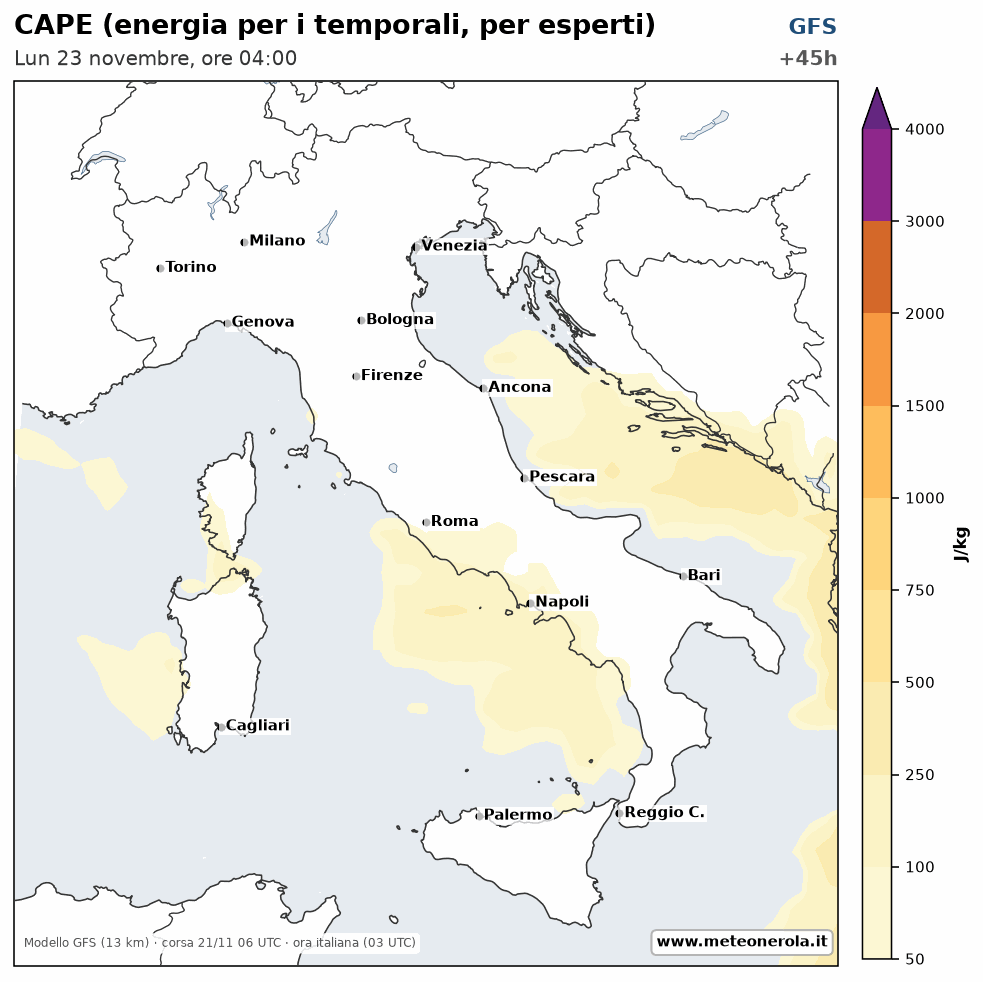 CAPE (energia per i temporali, per esperti)
GFS
Lun 23 novembre, ore 04:00
+45h
4000
3000
2000
1500
1000
750
500
250
100
50
J/kg
Milano
Venezia
Torino
Genova
Bologna
Firenze
Ancona
Pescara
Roma
Bari
Napoli
Cagliari
Palermo
Reggio C.
Modello GFS (13 km) · corsa 21/11 06 UTC · ora italiana (03 UTC)
www.meteonerola.it